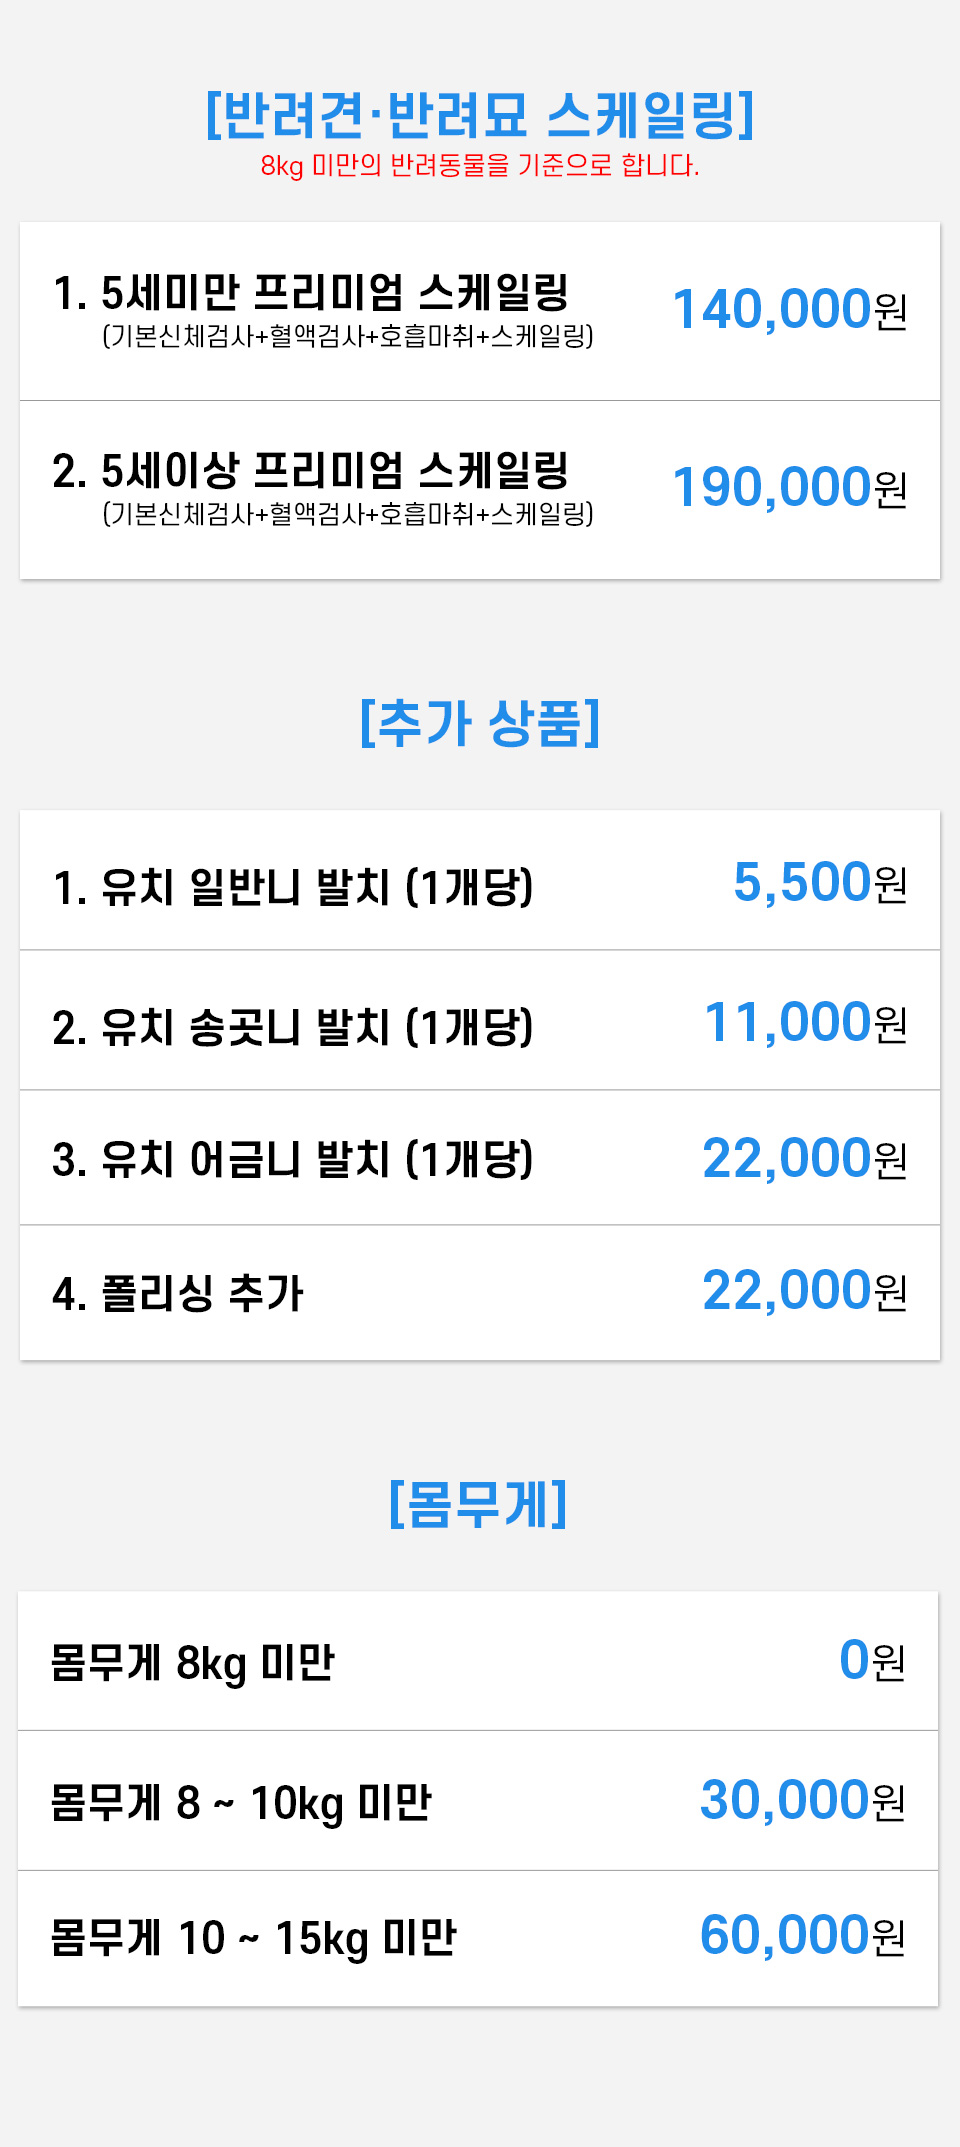 [반려견·반려묘 스케일링]
8kg 미만의 반려동물을 기준으로 합니다.
1. 5세미만 프리미엄 스케일링 140,000원
(기본신체검사+혈액검사+호흡마취+스케일링)
2. 5세이상 프리미엄 스케일링 190,000원
(기본신체검사+혈액검사+호흡마취+스케일링)
[추가 상품]
1. 유치 일반니 발치 (1개당) 5,500원
2. 유치 송곳니 발치 (1개당) 11,000원
3. 유치 어금니 발치 (1개당) 22,000원
4. 폴리싱 추가 22,000원
[몸무게]
몸무게 8kg 미만 0원
몸무게 8 ~ 10kg 미만 30,000원
몸무게 10 ~ 15kg 미만 60,000원